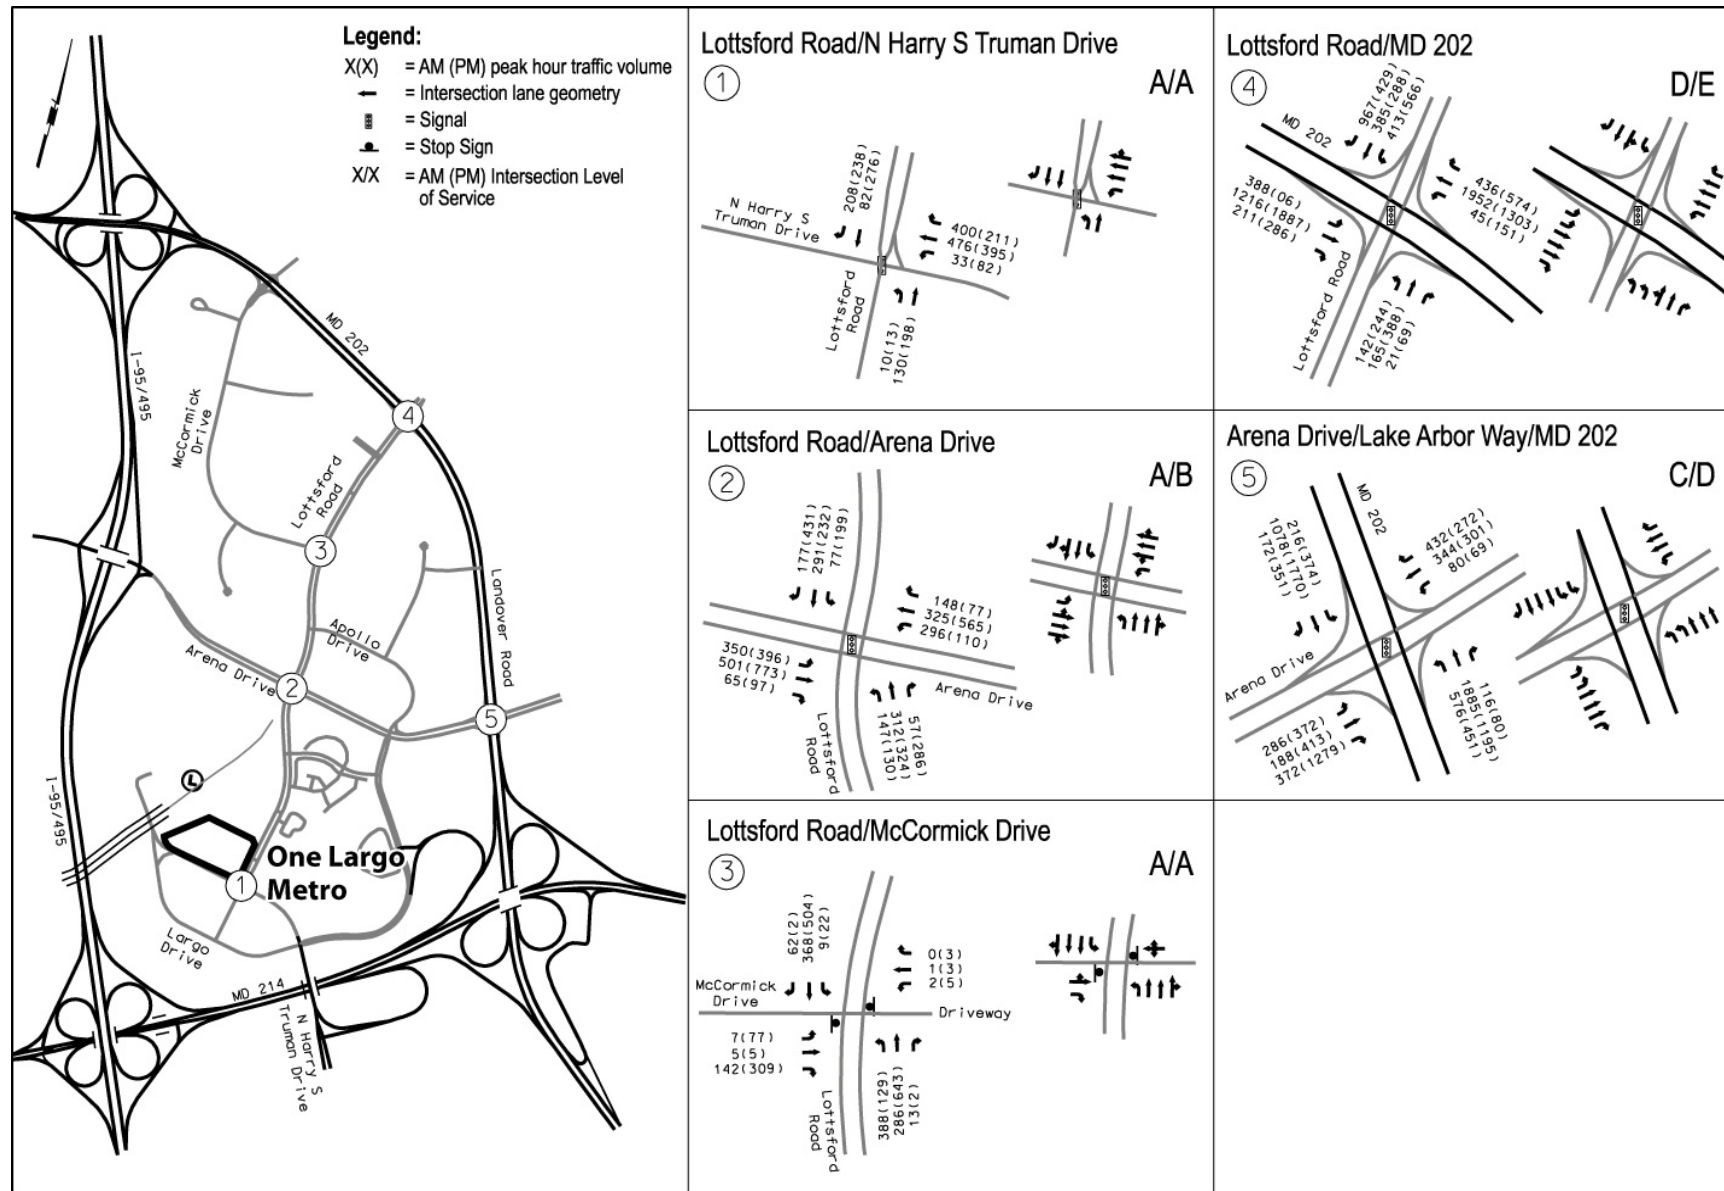 Legend:
X(X) = AM (PM) peak hour traffic volume
= Intersection lane geometry
= Signal
= Stop Sign
X/X = AM (PM) Intersection Level
of Service
MD 202
I-95/495
McCormick
Drive
4
Lottsford
Road
3
Landover Road
Apollo
Drive
Arena Drive
2
5
I-95/495
One Largo
Metro
1
Largo
Drive
MD 214
N Harry S
Truman Drive
Lottsford Road/N Harry S Truman Drive
1
A/A
208(238)
82(276)
N Harry S
Truman Drive
400(211)
476(395)
33(82)
Lottsford
Road
10(13)
130(198)
Lottsford Road/MD 202
4
D/E
967(429)
385(288)
413(566)
MD 202
388(06)
1216(1887)
211(286)
436(574)
1952(1303)
45(151)
Lottsford Road
142(244)
165(388)
21(69)
Lottsford Road/Arena Drive
2
A/B
177(431)
291(232)
77(199)
148(77)
325(565)
296(110)
350(396)
501(773)
65(97)
Arena Drive
Lottsford
Road
147(130)
312(324)
57(286)
Arena Drive/Lake Arbor Way/MD 202
5
C/D
MD 202
216(374)
1078(1770)
172(351)
432(272)
344(301)
80(69)
Arena Drive
286(372)
188(413)
372(1279)
116(80)
1885(1195)
576(451)
Lottsford Road/McCormick Drive
3
A/A
62(2)
368(504)
9(22)
0(3)
1(3)
2(5)
McCormick
Drive
Driveway
7(77)
5(5)
142(309)
Lottsford
Road
388(129)
286(643)
13(2)